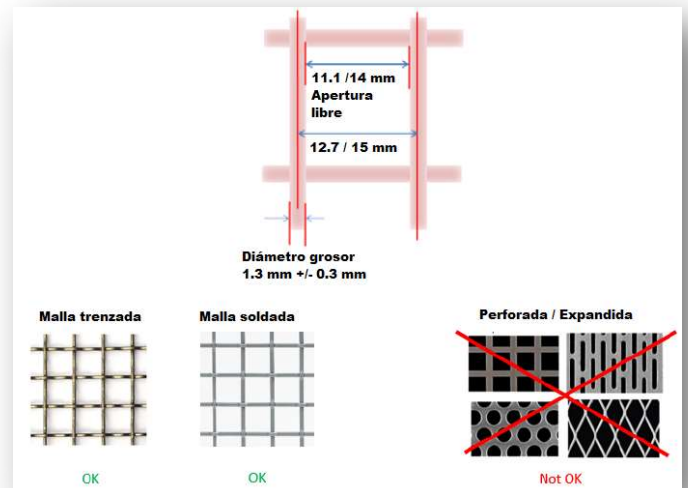 11.1 /14 mm
Apertura
libre
12.7 / 15 mm
Diámetro grosor
1.3 mm +/- 0.3 mm
Malla trenzada
Malla soldada
Perforada / Expandida
OK
OK
Not OK